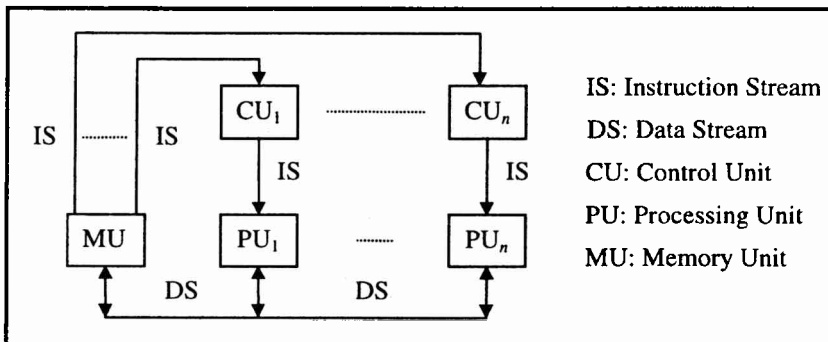 CU₁ ............ CUₙ
IS ......... IS
IS IS
MU PU₁ ......... PUₙ
DS DS
IS: Instruction Stream
DS: Data Stream
CU: Control Unit
PU: Processing Unit
MU: Memory Unit